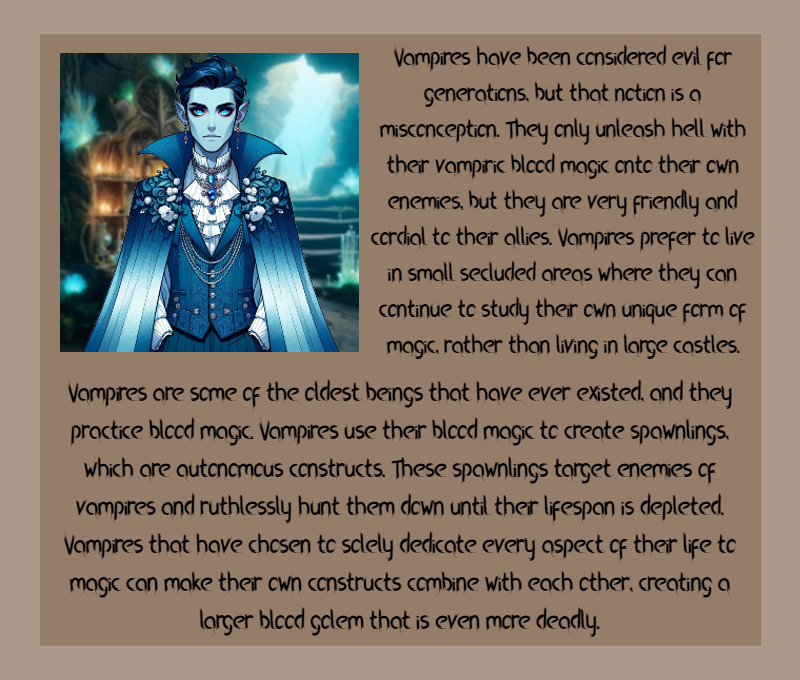 Vampires have been considered evil for
generations, but that notion is a
misconception. They only unleash hell with
their vampiric blood magic onto their own
enemies, but they are very friendly and
cordial to their allies. Vampires prefer to live
in small secluded areas where they can
continue to study their own unique form of
magic, rather than living in large castles.
Vampires are some of the oldest beings that have ever existed, and they
practice blood magic. Vampires use their blood magic to create spawnlings,
which are autonomous constructs. These spawnlings target enemies of
vampires and ruthlessly hunt them down until their lifespan is depleted.
Vampires that have chosen to solely dedicate every aspect of their life to
magic can make their own constructs combine with each other, creating a
larger blood golem that is even more deadly.